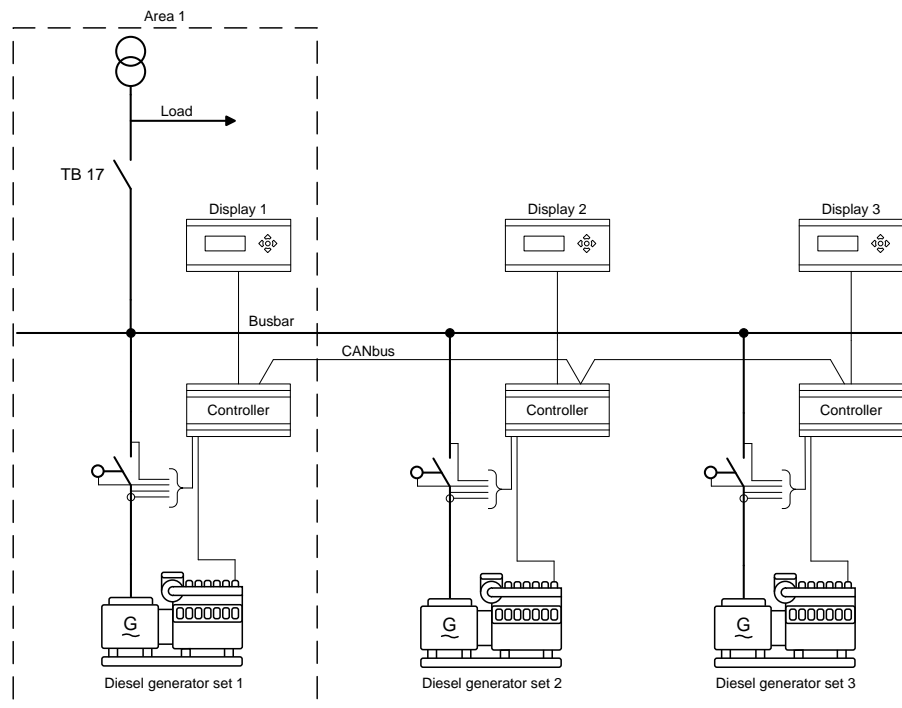 Area 1
Load
TB 17
Display 1
Display 2
Display 3
Busbar
CANbus
Controller
Controller
Controller
G
G
G
Diesel generator set 1
Diesel generator set 2
Diesel generator set 3